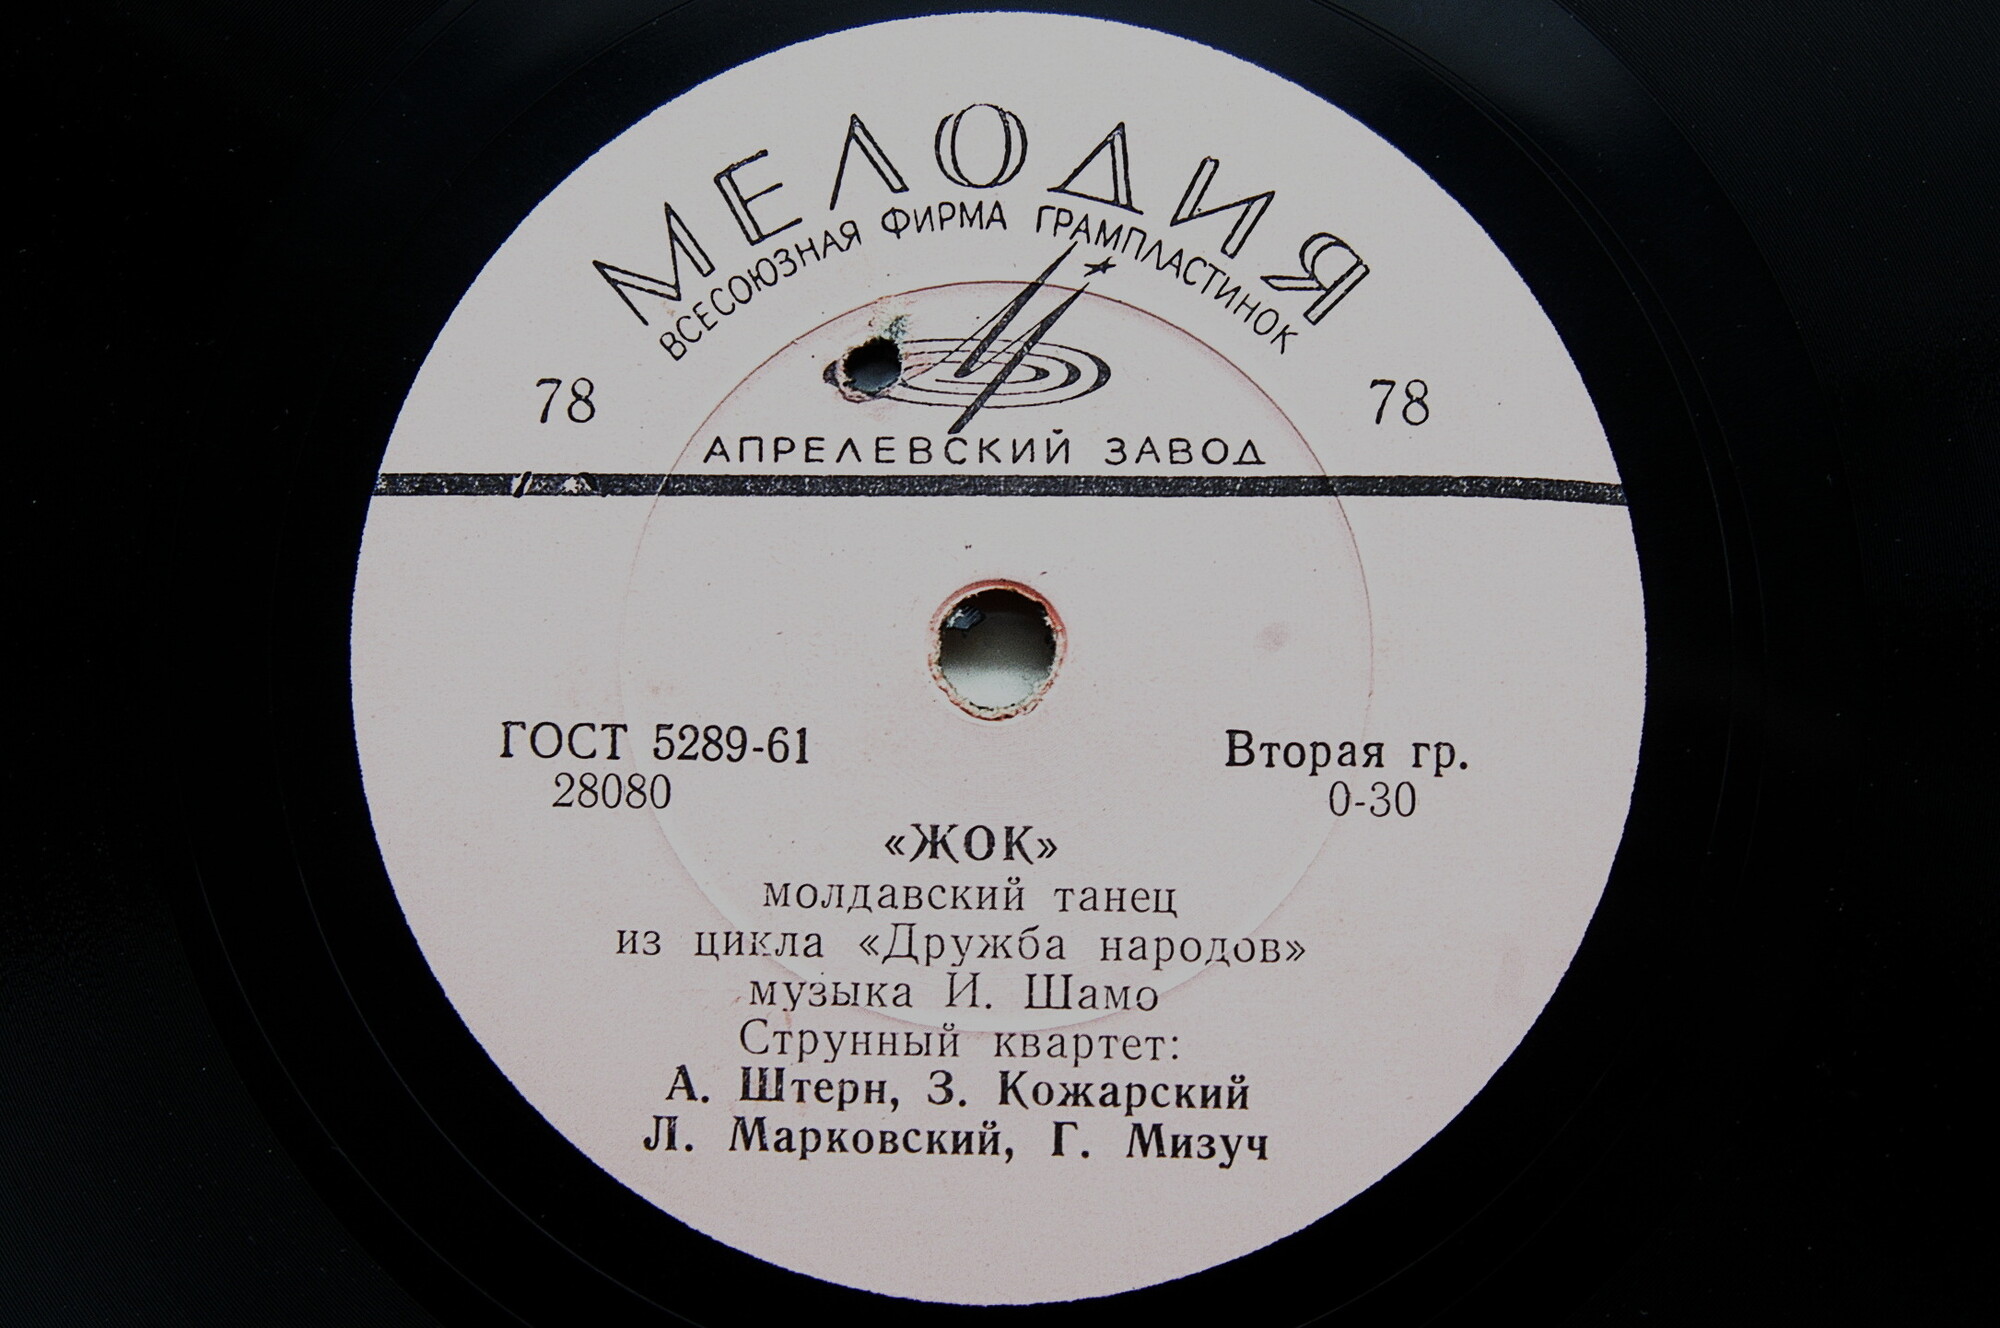 МЕЛОДИЯ
ВСЕСОЮЗНАЯ ФИРМА ГРАМПЛАСТИНОК
78 78
АПРЕЛЕВСКИЙ ЗАВОД
ГОСТ 5289-61 Вторая гр.
28080 0-30
«ЖОК»
молдавский танец
из цикла «Дружба народов»
музыка И. Шамо
Струнный квартет:
А. Штерн, З. Кожарский
Л. Марковский, Г. Мизуч